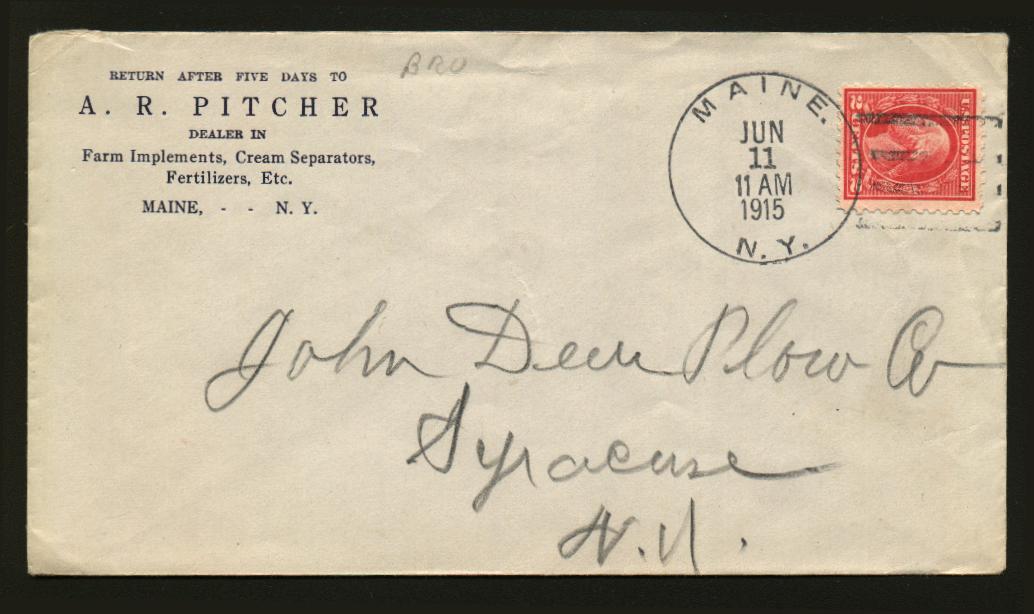 RETURN AFTER FIVE DAYS TO
A. R. PITCHER
DEALER IN
Farm Implements, Cream Separators,
Fertilizers, Etc.
MAINE, - - N. Y.
BRU
MAINE.
JUN
11
11 AM
1915
N.Y.
U.S. POSTAGE
John Deere Plow Co
Syracuse
N.Y.